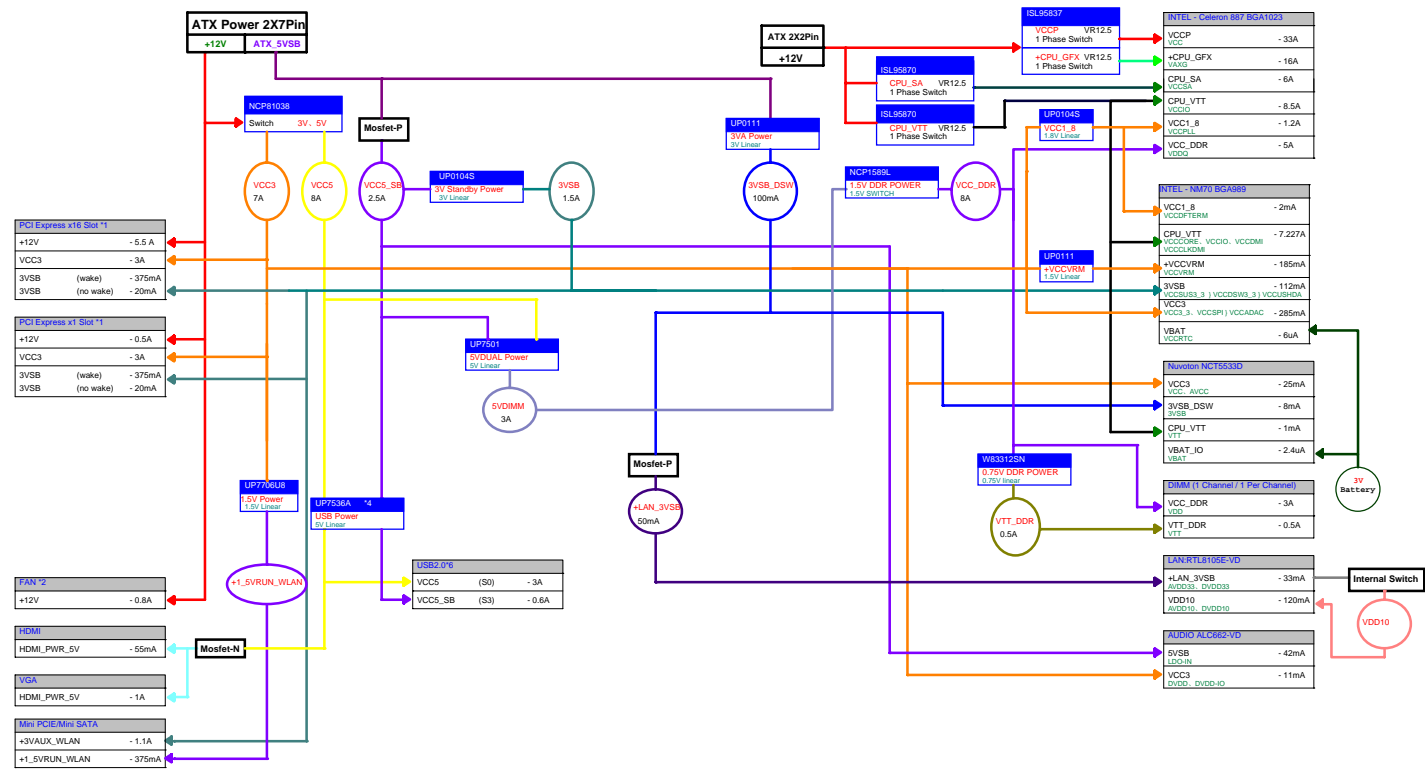 ATX Power 2X7Pin
+12V ATX_5VSB
NCP81038
Switch 3V、5V
Mosfet-P
VCC3
7A
VCC5
8A
VCC5_SB
2.5A
UP0104S
3V Standby Power
3V Linear
3VSB
1.5A
UP0111
3VA Power
3V Linear
3VSB_DSW
100mA
ATX 2X2Pin
+12V
ISL95837
VCCP VR12.5
1 Phase Switch
+CPU_GFX VR12.5
1 Phase Switch
ISL95870
CPU_SA VR12.5
1 Phase Switch
ISL95870
CPU_VTT VR12.5
1 Phase Switch
UP0104S
VCC1_8
1.8V Linear
NCP1589L
1.5V DDR POWER
1.5V SWITCH
VCC_DDR
8A
UP0111
+VCCVRM
1.5V Linear
UP7501
5VDUAL Power
5V Linear
5VDIMM
3A
Mosfet-P
+LAN_3VSB
50mA
W83312SN
0.75V DDR POWER
0.75V linear
VTT_DDR
0.5A
UP7706U8
1.5V Power
1.5V Linear
UP7536A *4
USB Power
5V Linear
+1_5VRUN_WLAN
Mosfet-N
USB2.0*6
VCC5 (S0) - 3A
VCC5_SB (S3) - 0.6A
PCI Express x16 Slot *1
+12V - 5.5 A
VCC3 - 3A
3VSB (wake) - 375mA
3VSB (no wake) - 20mA
PCI Express x1 Slot *1
+12V - 0.5A
VCC3 - 3A
3VSB (wake) - 375mA
3VSB (no wake) - 20mA
FAN *2
+12V - 0.8A
HDMI
HDMI_PWR_5V - 55mA
VGA
HDMI_PWR_5V - 1A
Mini PCIE/Mini SATA
+3VAUX_WLAN - 1.1A
+1_5VRUN_WLAN - 375mA
INTEL - Celeron 887 BGA1023
VCCP - 33A
VCC
+CPU_GFX - 16A
VAXG
CPU_SA - 6A
VCCSA
CPU_VTT - 8.5A
VCCIO
VCC1_8 - 1.2A
VCCPLL
VCC_DDR - 5A
VDDQ
INTEL - NM70 BGA989
VCC1_8 - 2mA
VCCDFTERM
CPU_VTT - 7.227A
VCCCORE、VCCIO、VCCDMI
VCCCLKDMI
+VCCVRM - 185mA
VCCVRM
3VSB - 112mA
VCCSUS3_3 ) VCCDSW3_3 ) VCCUSHDA
VCC3 - 285mA
VCC3_3、VCCSPI ) VCCADAC
VBAT - 6uA
VCCRTC
Nuvoton NCT5533D
VCC3 - 25mA
VCC、AVCC
3VSB_DSW - 8mA
3VSB
CPU_VTT - 1mA
VTT
VBAT_IO - 2.4uA
VBAT
3V
Battery
DIMM (1 Channel / 1 Per Channel)
VCC_DDR - 3A
VDD
VTT_DDR - 0.5A
VTT
LAN:RTL8105E-VD
+LAN_3VSB - 33mA
AVDD33、DVDD33
VDD10 - 120mA
AVDD10、DVDD10
Internal Switch
VDD10
AUDIO ALC662-VD
5VSB - 42mA
LDO-IN
VCC3 - 11mA
DVDD、DVDD-IO